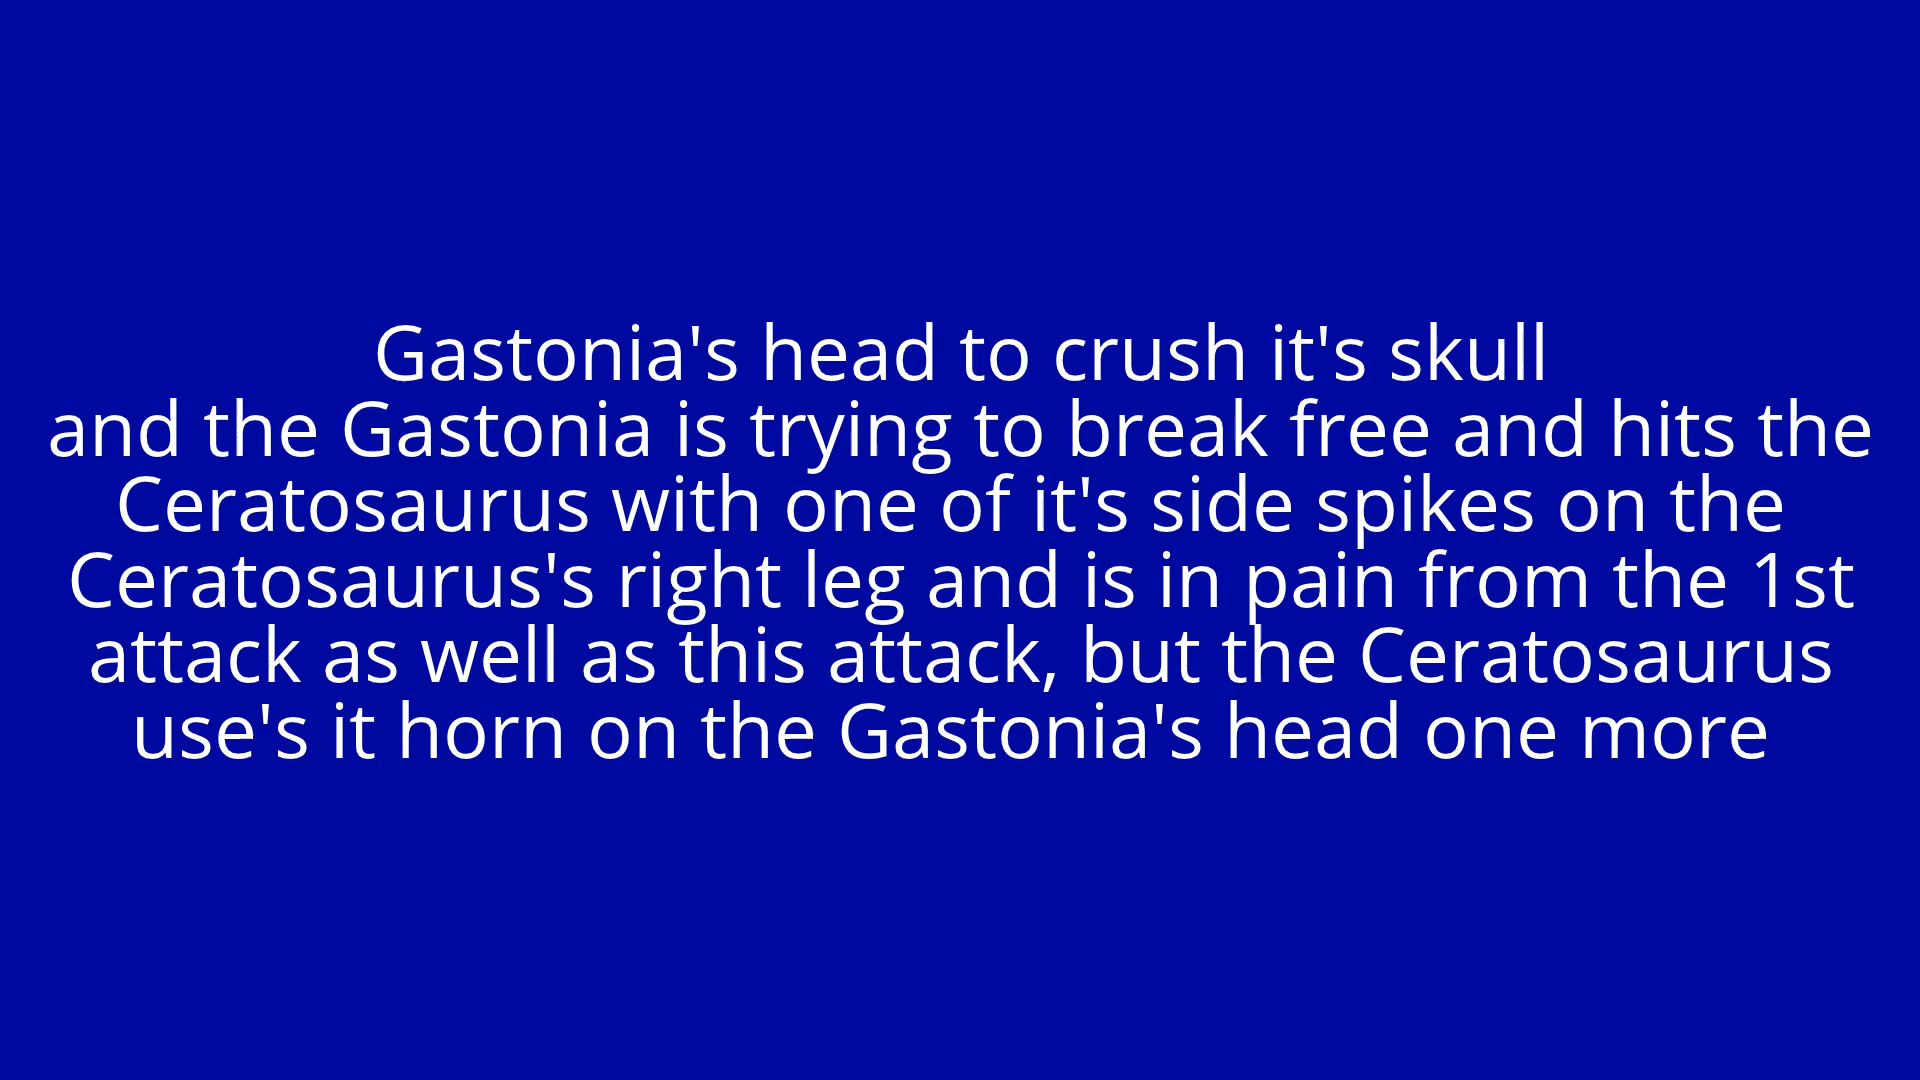 Gastonia's head to crush it's skull
and the Gastonia is trying to break free and hits the
Ceratosaurus with one of it's side spikes on the
Ceratosaurus's right leg and is in pain from the 1st
attack as well as this attack, but the Ceratosaurus
use's it horn on the Gastonia's head one more